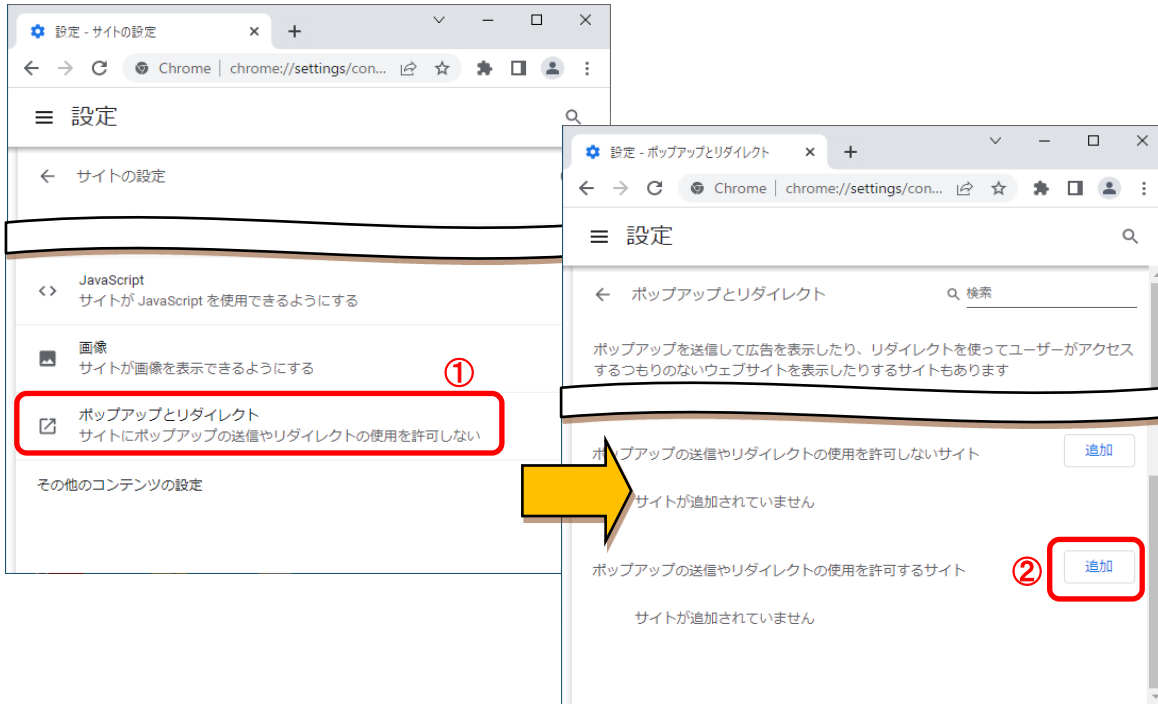 設定 - サイトの設定
Chrome | chrome://settings/con...
設定
サイトの設定
JavaScript
サイトが JavaScript を使用できるようにする
画像
サイトが画像を表示できるようにする
①
ポップアップとリダイレクト
サイトにポップアップの送信やリダイレクトの使用を許可しない
その他のコンテンツの設定
設定 - ポップアップとリダイレクト
Chrome | chrome://settings/con...
設定
ポップアップとリダイレクト
検索
ポップアップを送信して広告を表示したり、リダイレクトを使ってユーザーがアクセス
するつもりのないウェブサイトを表示したりするサイトもあります
ポップアップの送信やリダイレクトの使用を許可しないサイト
追加
サイトが追加されていません
ポップアップの送信やリダイレクトの使用を許可するサイト
②
追加
サイトが追加されていません